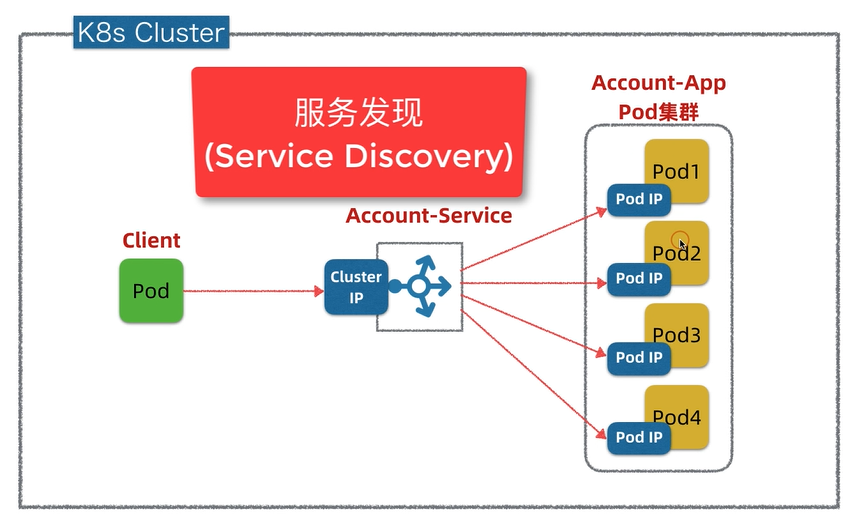 K8s Cluster
服务发现
(Service Discovery)
Account-App
Pod集群
Account-Service
Client
Pod
Cluster
IP
Pod1
Pod IP
Pod2
Pod IP
Pod3
Pod IP
Pod4
Pod IP